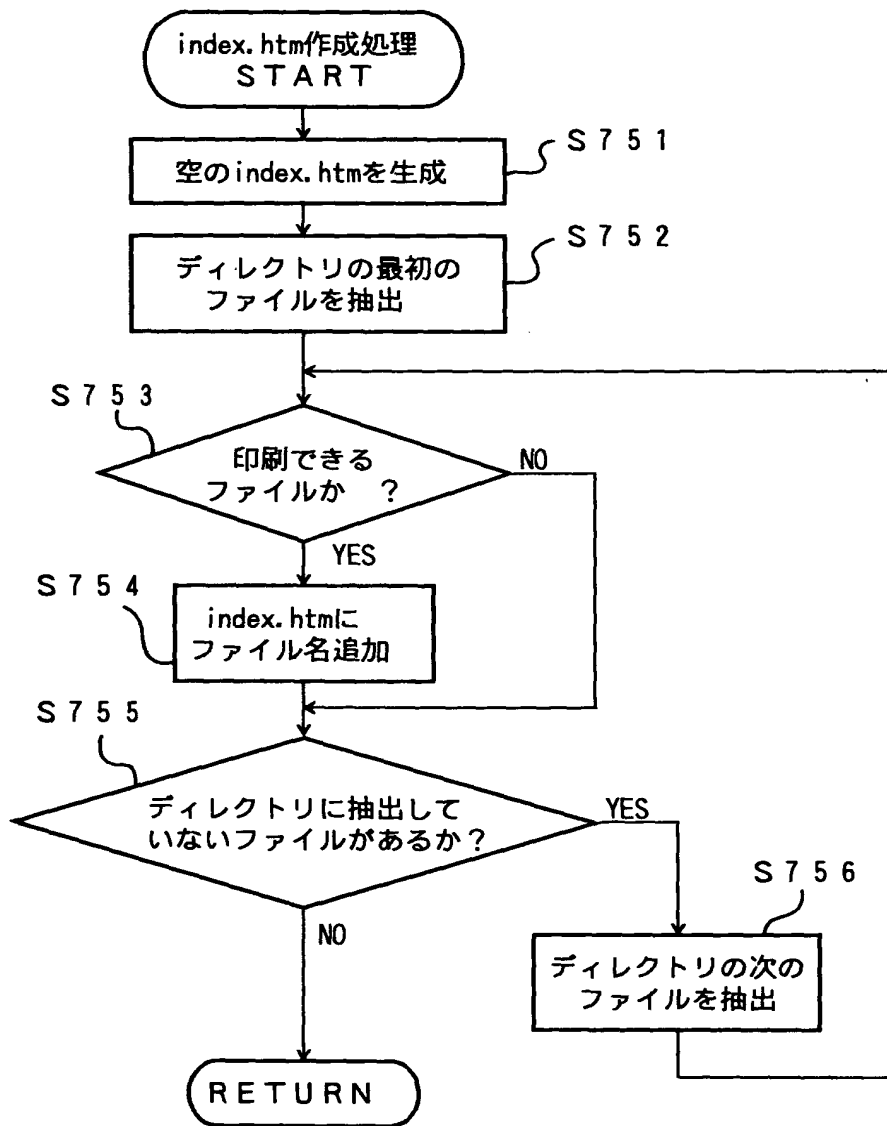 index.htm作成処理
ＳＴＡＲＴ
Ｓ７５１
空のindex.htmを生成
Ｓ７５２
ディレクトリの最初の
ファイルを抽出
Ｓ７５３
印刷できる
ファイルか　？
NO
YES
Ｓ７５４
index.htmに
ファイル名追加
Ｓ７５５
ディレクトリに抽出して
いないファイルがあるか？
YES
NO
Ｓ７５６
ディレクトリの次の
ファイルを抽出
ＲＥＴＵＲＮ